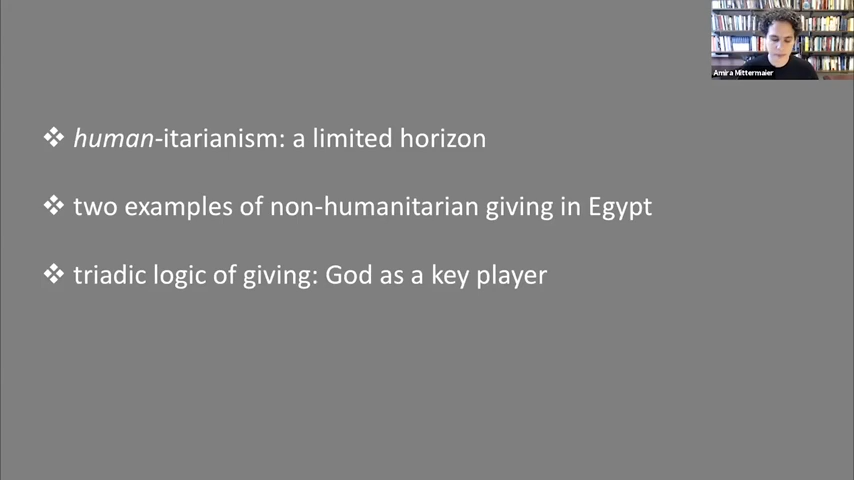 Amira Mittermaier
❖ human-itarianism: a limited horizon
❖ two examples of non-humanitarian giving in Egypt
❖ triadic logic of giving: God as a key player